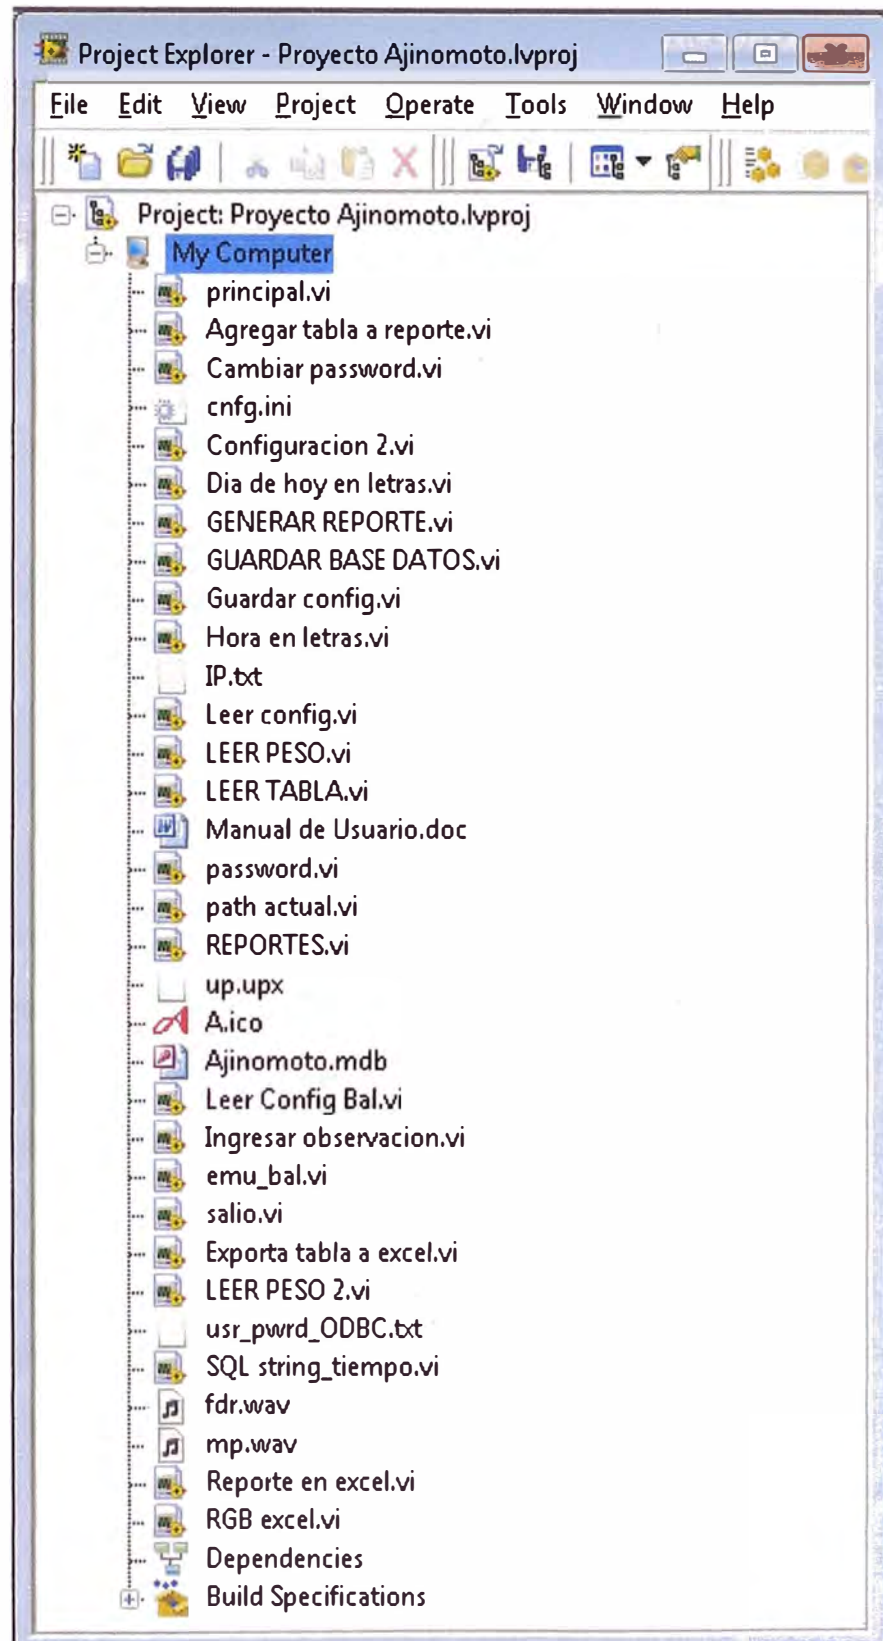 Project Explorer - Proyecto Ajinomoto.lvproj
File Edit View Project Operate Tools Window Help
Project: Proyecto Ajinomoto.lvproj
My Computer
principal.vi
Agregar tabla a reporte.vi
Cambiar password.vi
cnfg.ini
Configuracion 2.vi
Dia de hoy en letras.vi
GENERAR REPORTE.vi
GUARDAR BASE DATOS.vi
Guardar config.vi
Hora en letras.vi
IP.txt
Leer config.vi
LEER PESO.vi
LEER TABLA.vi
Manual de Usuario.doc
password.vi
path actual.vi
REPORTES.vi
up.upx
A.ico
Ajinomoto.mdb
Leer Config Bal.vi
Ingresar observacion.vi
emu_bal.vi
salio.vi
Exporta tabla a excel.vi
LEER PESO 2.vi
usr_pwrd_ODBC.txt
SQL string_tiempo.vi
fdr.wav
mp.wav
Reporte en excel.vi
RGB excel.vi
Dependencies
Build Specifications